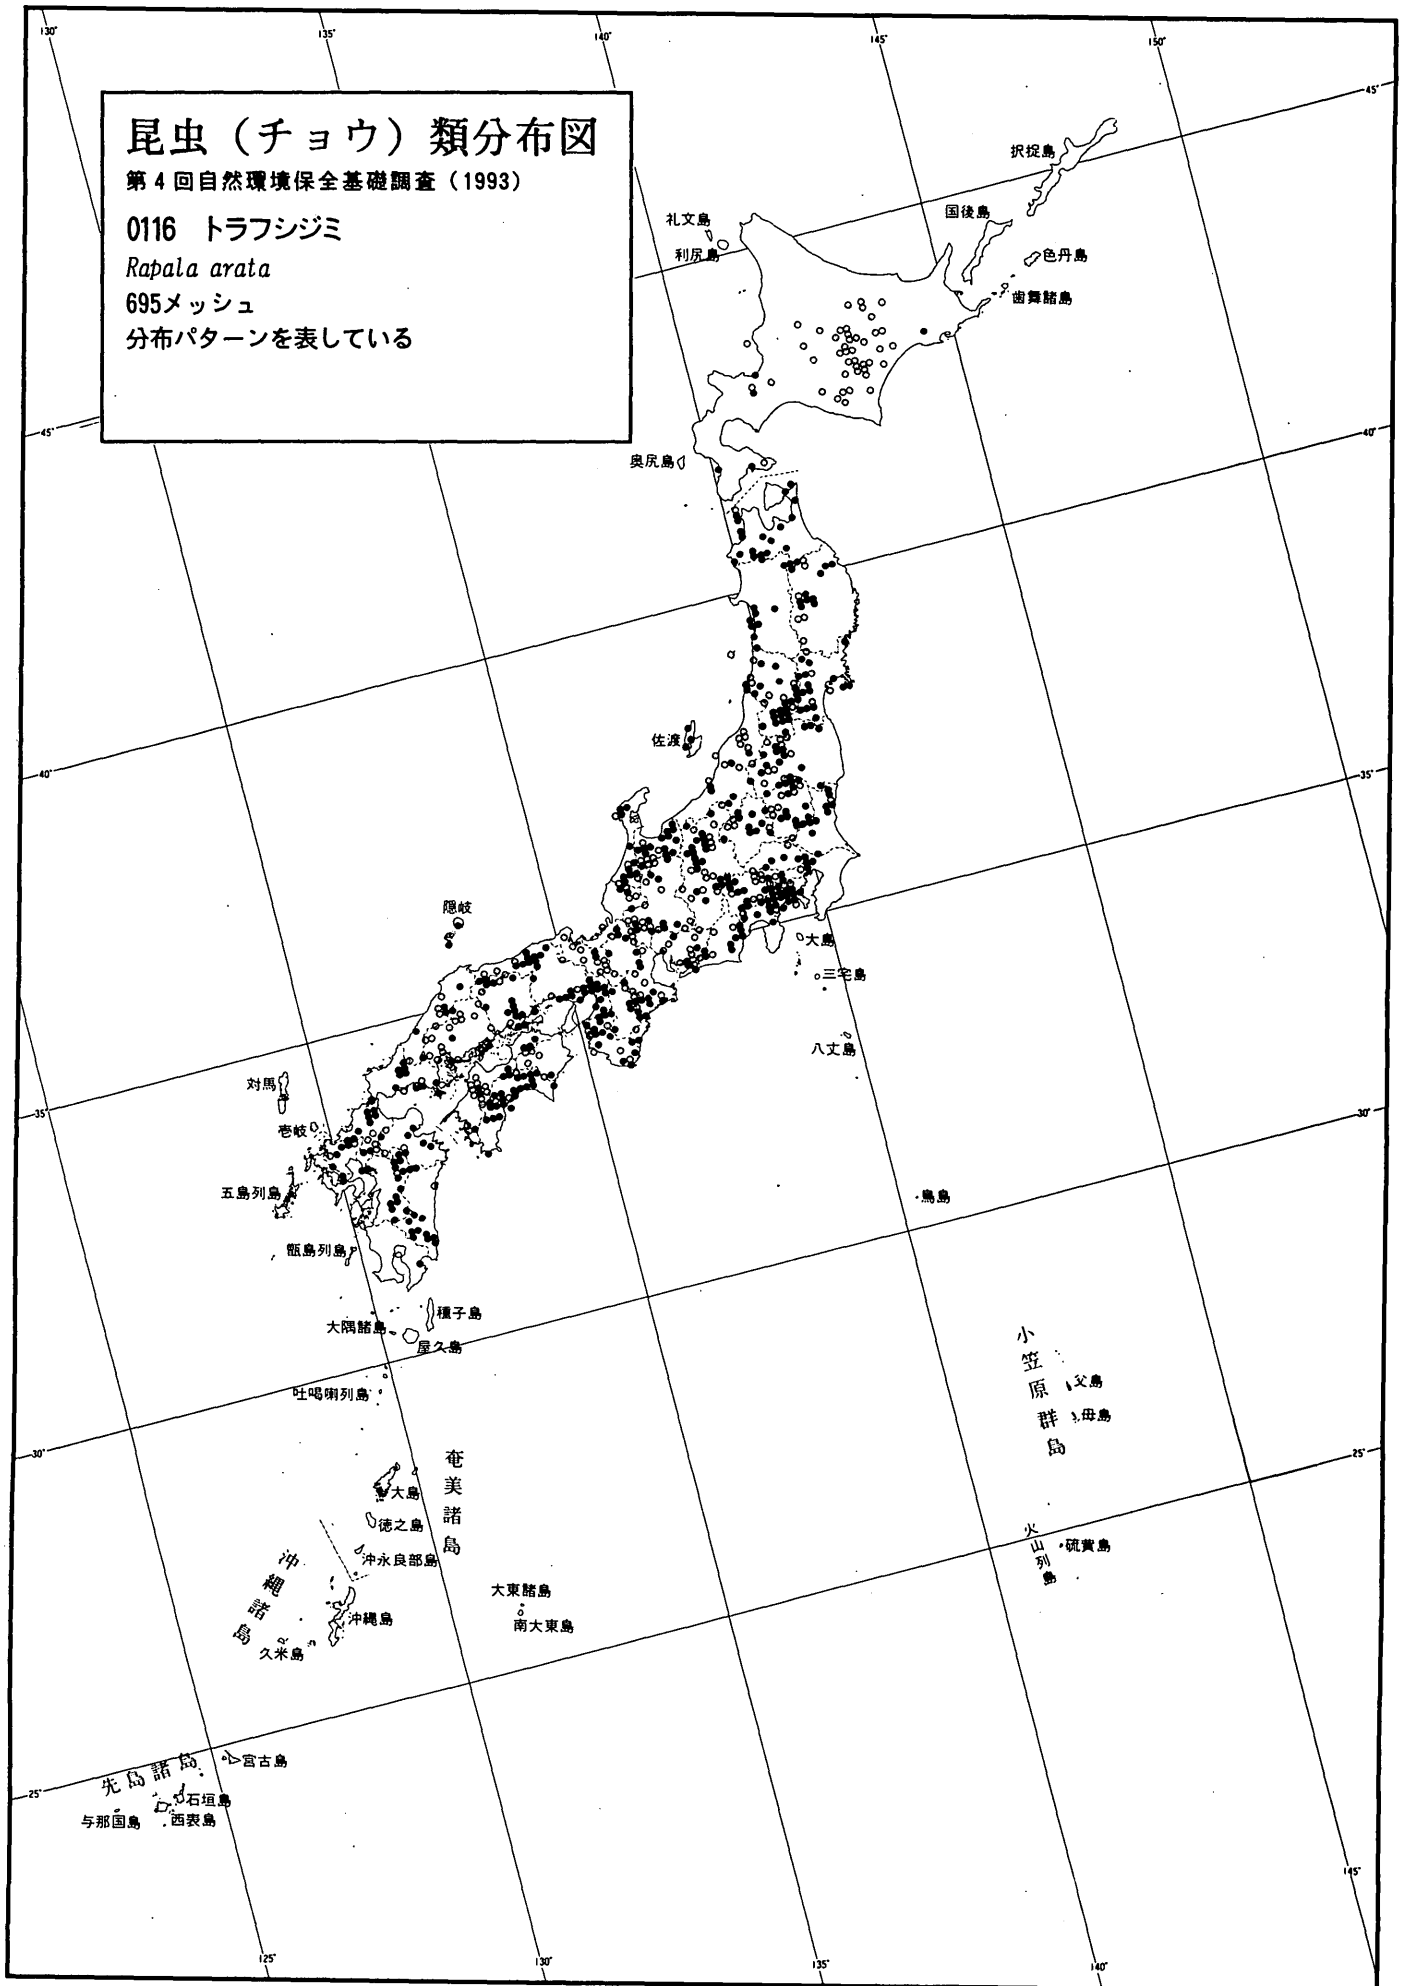 昆虫（チョウ）類分布図
第4回自然環境保全基礎調査（1993）
0116 トラフシジミ
Rapala arata
695メッシュ
分布パターンを表している
130°
135°
140°
145°
150°
45°
択捉島
国後島
色丹島
歯舞諸島
礼文島
利尻島
45°
40°
奥尻島
佐渡
40°
35°
隠岐
大島
三宅島
八丈島
対馬
壱岐
35°
30°
五島列島
鳥島
甑島列島
種子島
大隅諸島
屋久島
吐噶喇列島
小笠原群島
父島
母島
30°
25°
奄美諸島
大島
徳之島
沖永良部島
沖縄諸島
沖縄島
久米島
大東諸島
南大東島
火山列島
硫黄島
先島諸島
宮古島
石垣島
西表島
与那国島
25°
145°
125°
130°
135°
140°